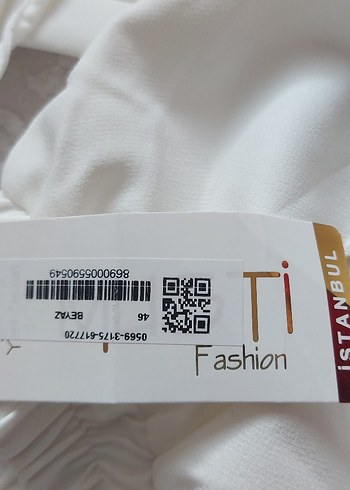 Ti
Fashion
İSTANBUL
0569-3175-617720
46 BEYAZ
8690005590549
Y